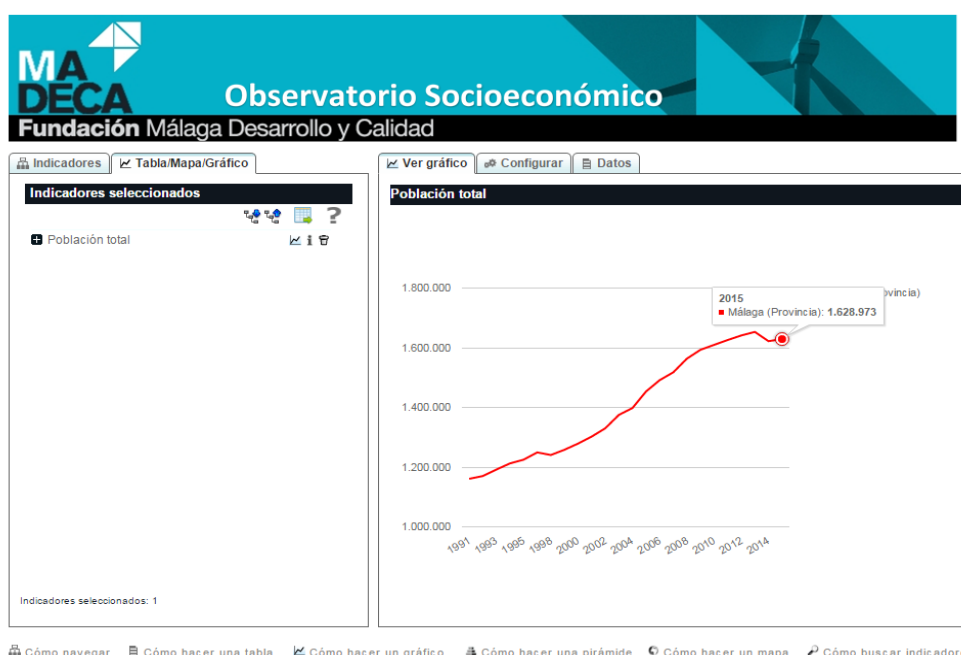 MA
DECA
Observatorio Socioeconómico
Fundación Málaga Desarrollo y Calidad
Indicadores
Tabla/Mapa/Gráfico
Ver gráfico
Configurar
Datos
Indicadores seleccionados
Población total
?
Población total
i
1.800.000
1.600.000
1.400.000
1.200.000
1.000.000
2015
Málaga (Provincia): 1.628.973
ovincia)
1991 1993 1995 1998 2000 2002 2004 2006 2008 2010 2012 2014
Indicadores seleccionados: 1
Cómo navegar
Cómo hacer una tabla
Cómo hacer un gráfico
Cómo hacer una pirámide
Cómo hacer un mapa
Cómo buscar indicador